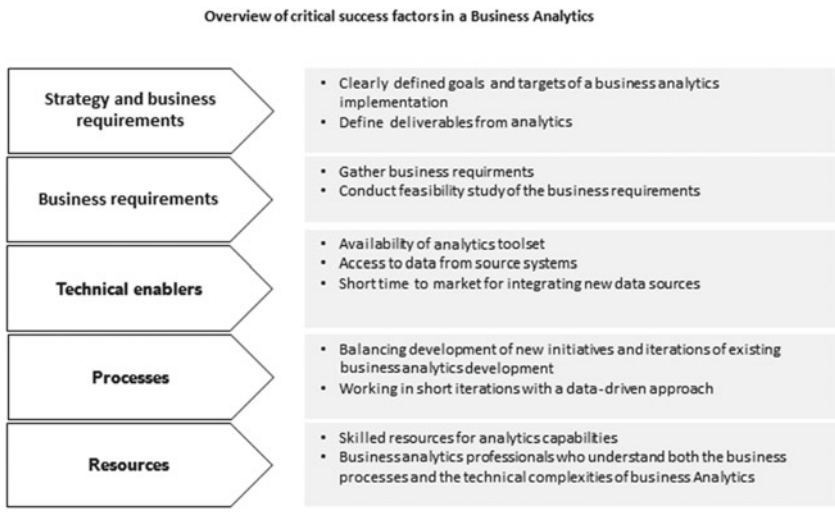 Overview of critical success factors in a Business Analytics
Strategy and business
requirements
• Clearly defined goals and targets of a business analytics
implementation
• Define deliverables from analytics
Business requirements
• Gather business requirments
• Conduct feasibility study of the business requirements
Technical enablers
• Availability of analytics toolset
• Access to data from source systems
• Short time to market for integrating new data sources
Processes
• Balancing development of new initiatives and iterations of existing
business analytics development
• Working in short iterations with a data-driven approach
Resources
• Skilled resources for analytics capabilities
• Business analytics professionals who understand both the business
processes and the technical complexities of business Analytics